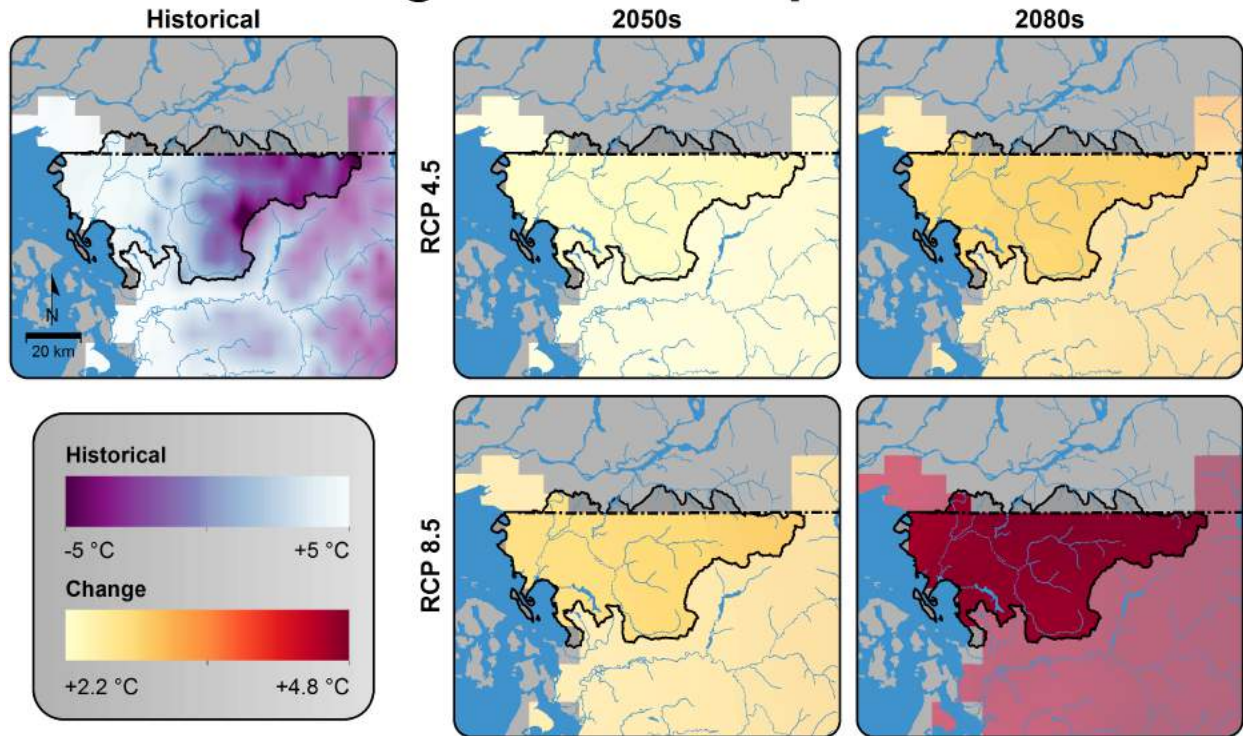 Historical
2050s
2080s
RCP 4.5
N
20 km
Historical
-5 °C +5 °C
Change
+2.2 °C +4.8 °C
RCP 8.5